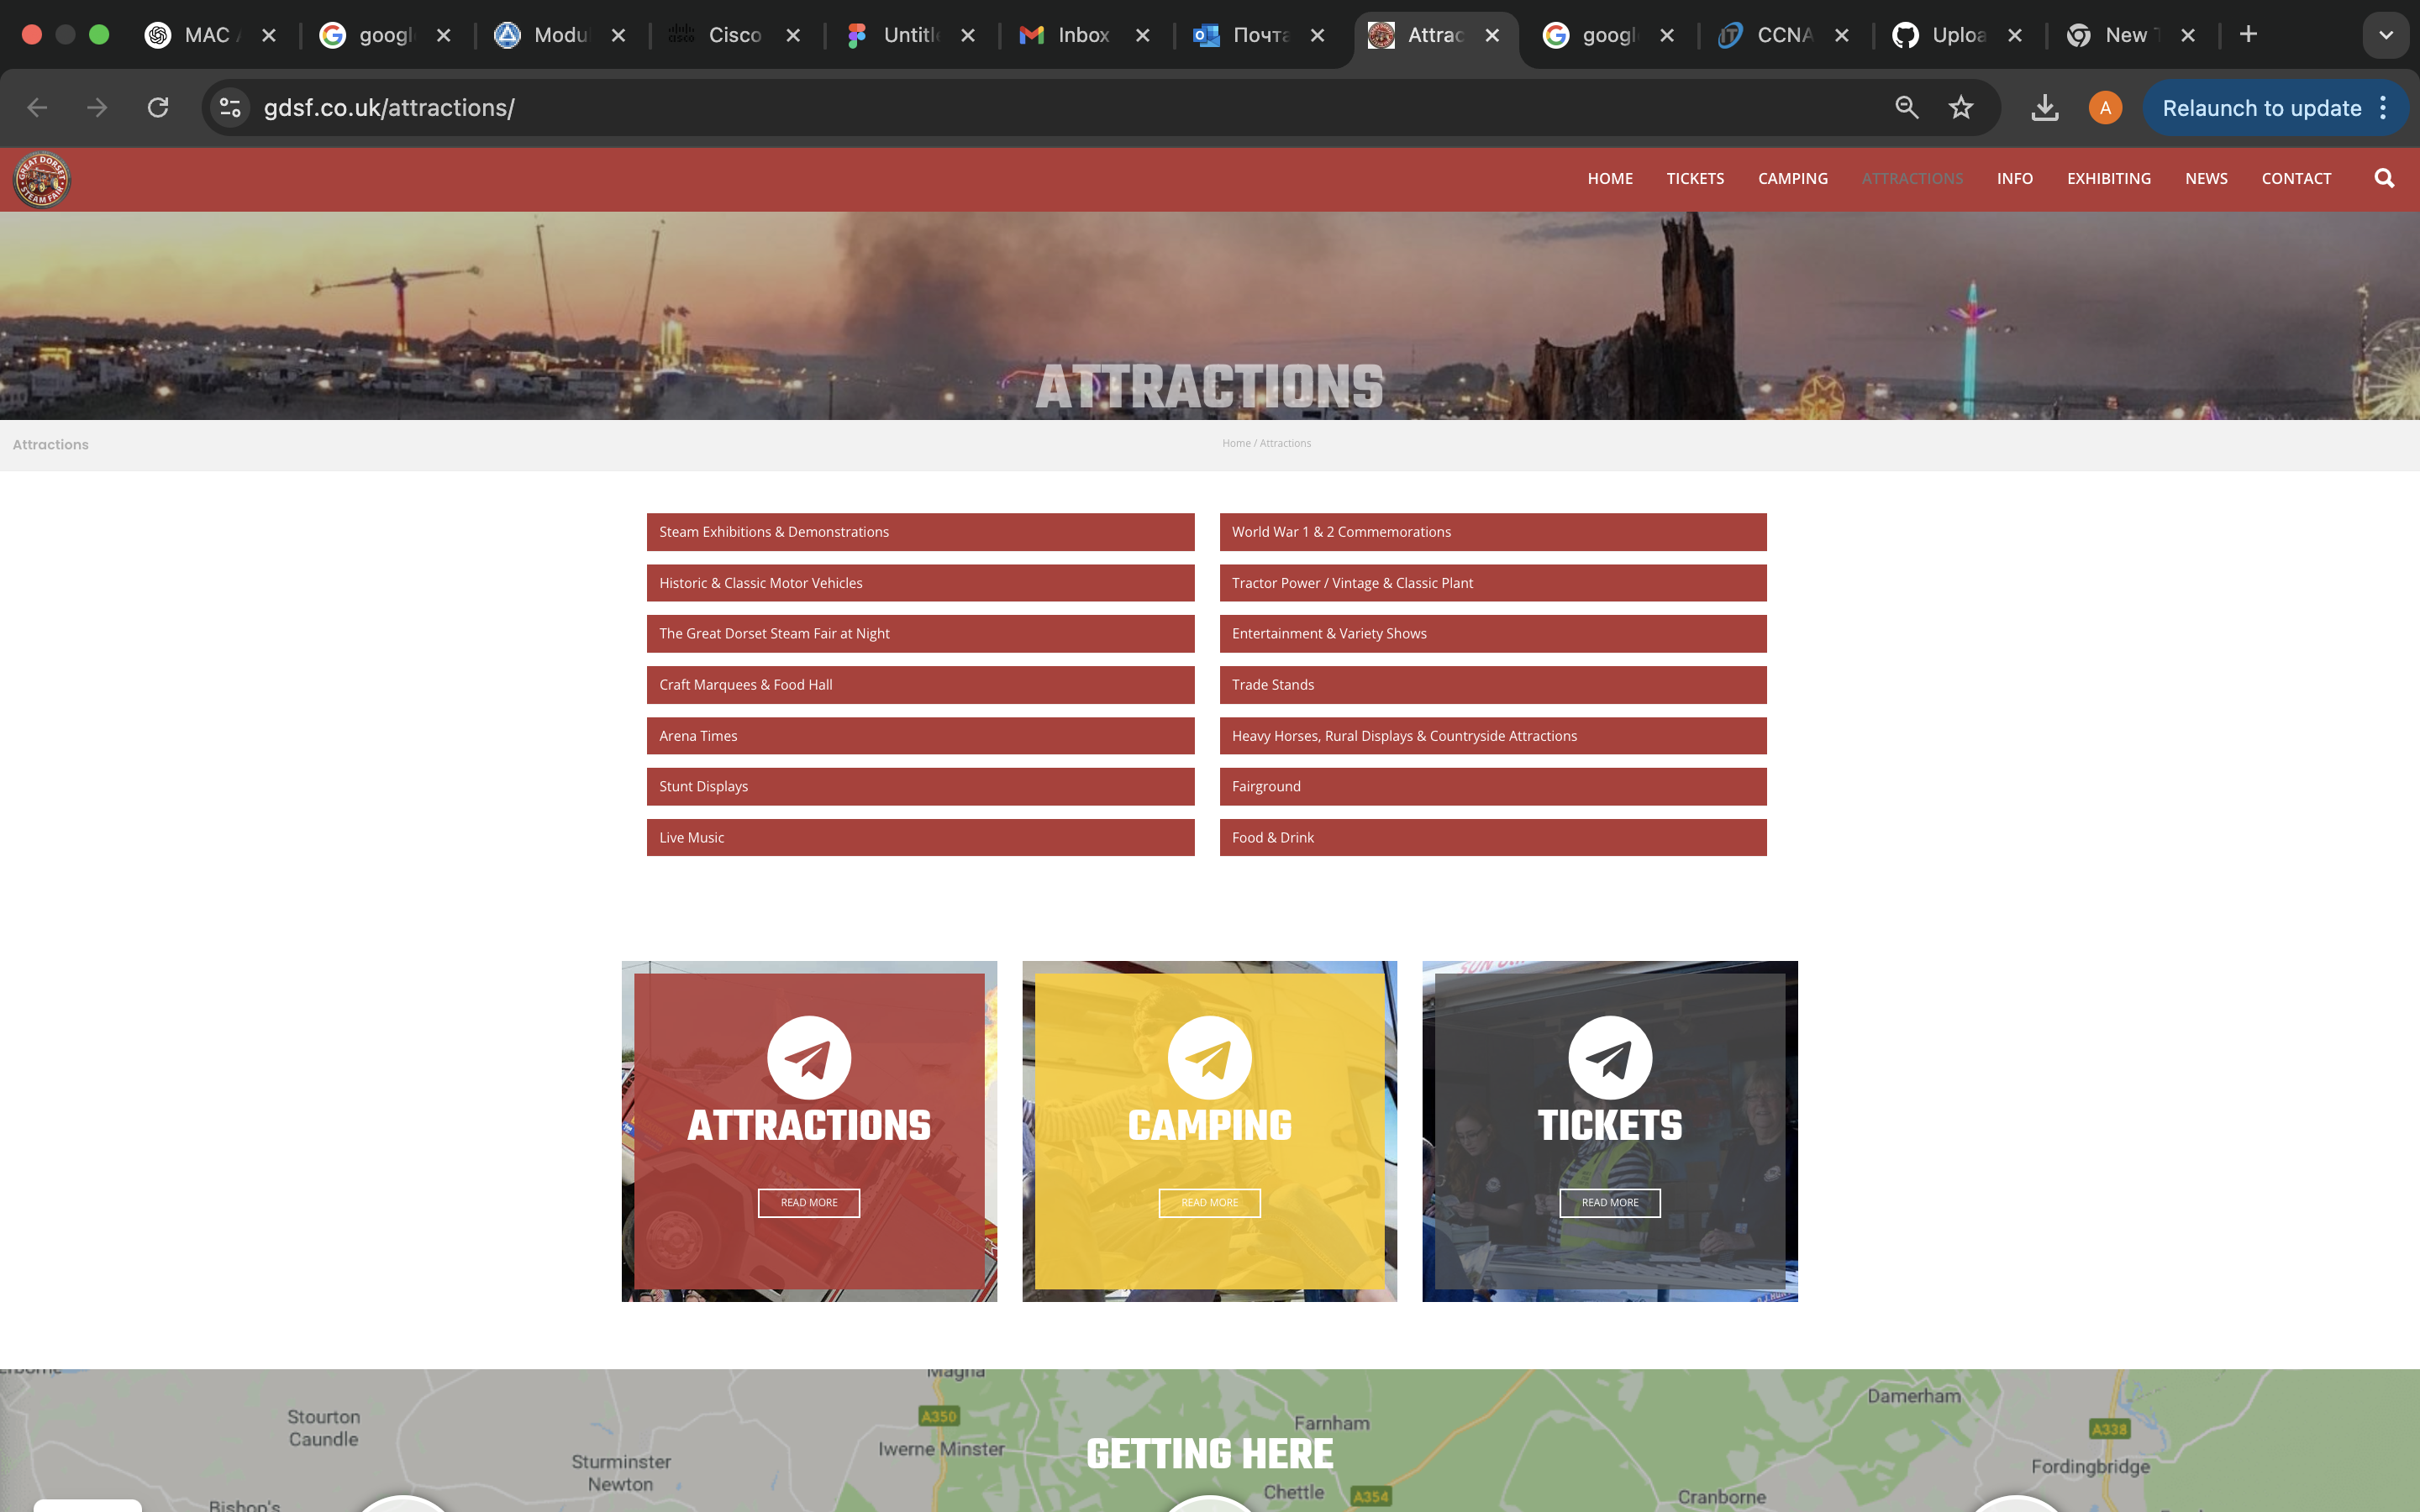 MAC
googl
Modu
Cisco
Untitl
Inbox
Почта
Attrac
googl
CCNA
Uploa
New T
gdsf.co.uk/attractions/
A
Relaunch to update
GREAT DORSET
STEAM FAIR
HOME
TICKETS
CAMPING
ATTRACTIONS
INFO
EXHIBITING
NEWS
CONTACT
ATTRACTIONS
Attractions
Home / Attractions
Steam Exhibitions & Demonstrations
World War 1 & 2 Commemorations
Historic & Classic Motor Vehicles
Tractor Power / Vintage & Classic Plant
The Great Dorset Steam Fair at Night
Entertainment & Variety Shows
Craft Marquees & Food Hall
Trade Stands
Arena Times
Heavy Horses, Rural Displays & Countryside Attractions
Stunt Displays
Fairground
Live Music
Food & Drink
ATTRACTIONS
READ MORE
CAMPING
READ MORE
TICKETS
READ MORE
Magna
Stourton
Caundle
A350
Iwerne Minster
Farnham
Damerham
A338
GETTING HERE
Sturminster
Newton
Fordingbridge
Chettle
A354
Cranborne
Bishop's